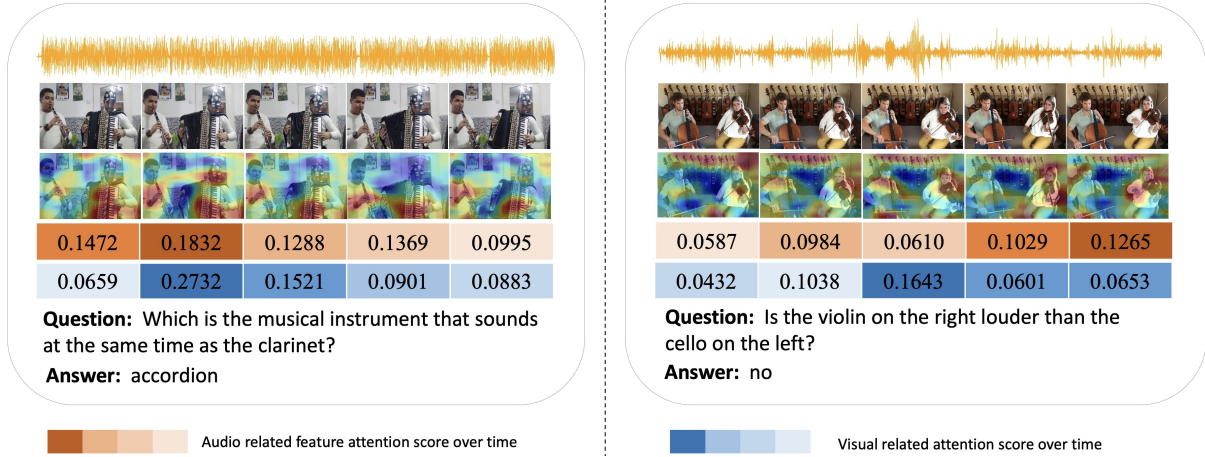 0.1472 0.1832 0.1288 0.1369 0.0995
0.0659 0.2732 0.1521 0.0901 0.0883
Question: Which is the musical instrument that sounds
at the same time as the clarinet?
Answer: accordion
0.0587 0.0984 0.0610 0.1029 0.1265
0.0432 0.1038 0.1643 0.0601 0.0653
Question: Is the violin on the right louder than the
cello on the left?
Answer: no
Audio related feature attention score over time
Visual related attention score over time